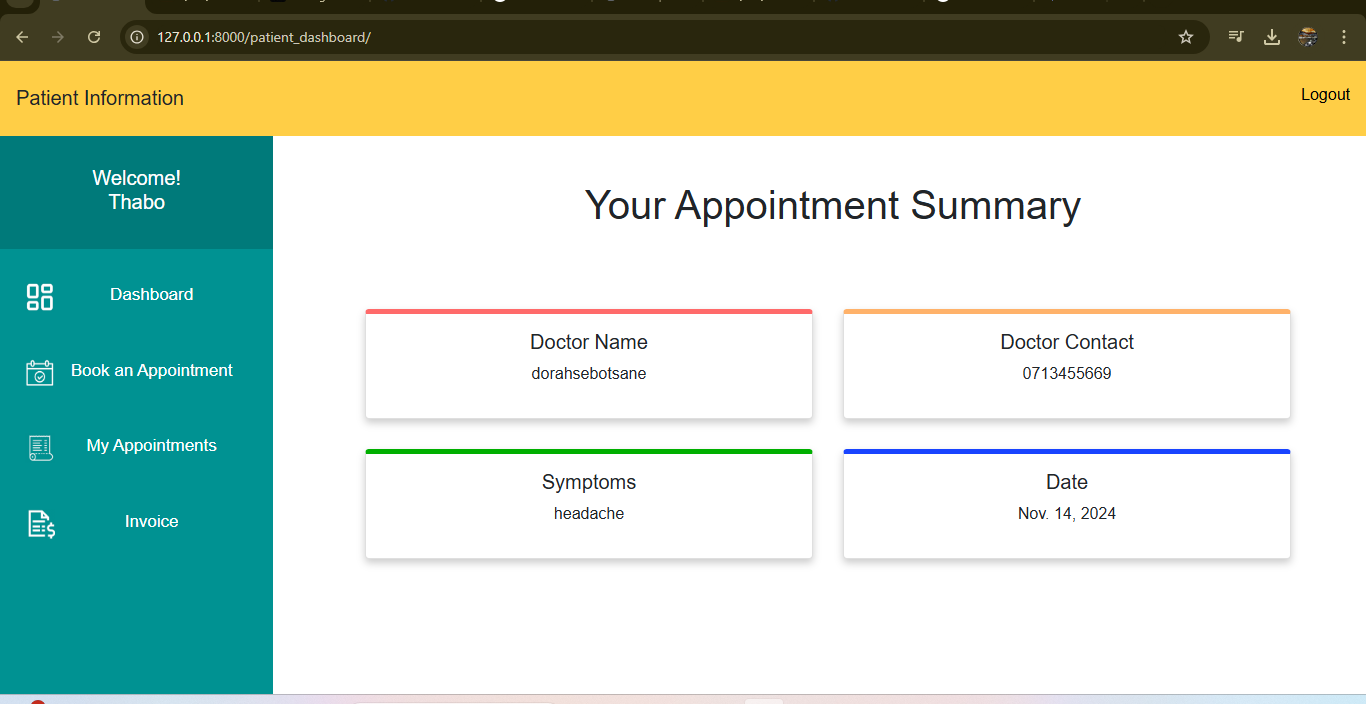 127.0.0.1:8000/patient_dashboard/
Patient Information
Logout
Welcome!
Thabo
Dashboard
Book an Appointment
My Appointments
Invoice
Your Appointment Summary
Doctor Name
dorahsebotsane
Doctor Contact
0713455669
Symptoms
headache
Date
Nov. 14, 2024